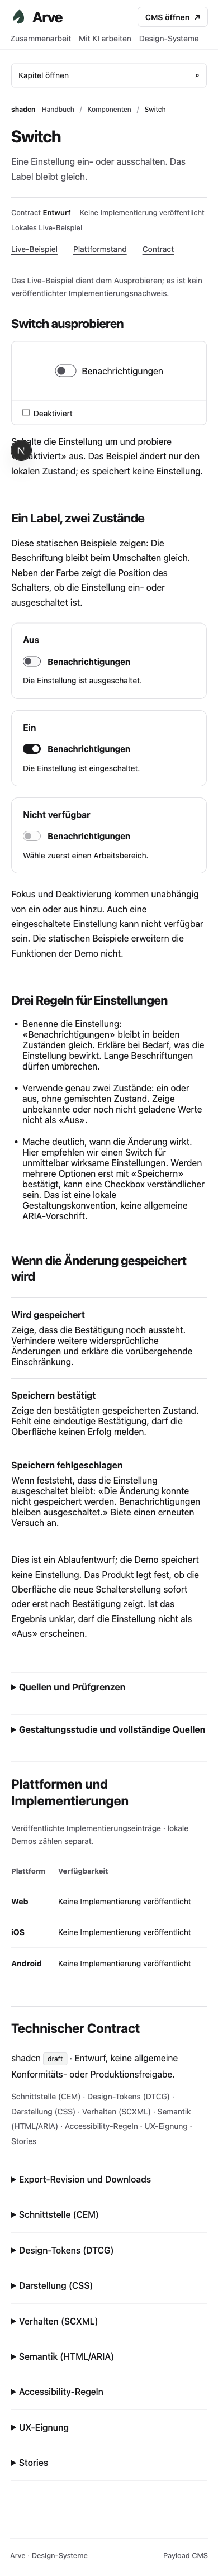 Arve
CMS öffnen ↗
Zusammenarbeit Mit KI arbeiten Design-Systeme
Kapitel öffnen
shadcn Handbuch / Komponenten / Switch
Switch
Eine Einstellung ein- oder ausschalten. Das
Label bleibt gleich.
Contract Entwurf Keine Implementierung veröffentlicht
Lokales Live-Beispiel
Live-Beispiel Plattformstand Contract
Das Live-Beispiel dient dem Ausprobieren; es ist kein
veröffentlichter Implementierungsnachweis.
Switch ausprobieren
Benachrichtigungen
Deaktiviert
N
die Einstellung um und probiere
aus. Das Beispiel ändert nur den
lokalen Zustand; es speichert keine Einstellung.
Ein Label, zwei Zustände
Diese statischen Beispiele zeigen: Die
Beschriftung bleibt beim Umschalten gleich.
Neben der Farbe zeigt die Position des
Schalters, ob die Einstellung ein- oder
ausgeschaltet ist.
Aus
Benachrichtigungen
Die Einstellung ist ausgeschaltet.
Ein
Benachrichtigungen
Die Einstellung ist eingeschaltet.
Nicht verfügbar
Benachrichtigungen
Wähle zuerst einen Arbeitsbereich.
Fokus und Deaktivierung kommen unabhängig
von ein oder aus hinzu. Auch eine
eingeschaltete Einstellung kann nicht verfügbar
sein. Die statischen Beispiele erweitern die
Funktionen der Demo nicht.
Drei Regeln für Einstellungen
• Benenne die Einstellung:
«Benachrichtigungen» bleibt in beiden
Zuständen gleich. Erkläre bei Bedarf, was die
Einstellung bewirkt. Lange Beschriftungen
dürfen umbrechen.
• Verwende genau zwei Zustände: ein oder
aus, ohne gemischten Zustand. Zeige
unbekannte oder noch nicht geladene Werte
nicht als «Aus».
• Mache deutlich, wann die Änderung wirkt.
Hier empfehlen wir einen Switch für
unmittelbar wirksame Einstellungen. Werden
mehrere Optionen erst mit «Speichern»
bestätigt, kann eine Checkbox verständlicher
sein. Das ist eine lokale
Gestaltungskonvention, keine allgemeine
ARIA-Vorschrift.
Wenn die Änderung gespeichert
wird
Wird gespeichert
Zeige, dass die Bestätigung noch aussteht.
Verhindere nur widersprüchliche
Änderungen und erkläre die vorübergehende
Einschränkung.
Speichern bestätigt
Zeige den bestätigten gespeicherten Zustand.
Fehlt eine eindeutige Bestätigung, darf die
Oberfläche keinen Erfolg melden.
Speichern fehlgeschlagen
Wenn feststeht, dass die Einstellung
ausgeschaltet bleibt: «Die Änderung konnte
nicht gespeichert werden. Benachrichtigungen
bleiben ausgeschaltet.» Biete einen erneuten
Versuch an.
Dies ist ein Ablaufentwurf; die Demo speichert
keine Einstellung. Das Produkt legt fest, ob die
Oberfläche die neue Schalterstellung sofort
oder erst nach Bestätigung zeigt. Ist das
Ergebnis unklar, darf die Einstellung nicht als
«Aus» erscheinen.
▶ Quellen und Prüfgrenzen
▶ Gestaltungsstudie und vollständige Quellen
Plattformen und
Implementierungen
Veröffentlichte Implementierungseinträge · lokale
Demos zählen separat.
Plattform Verfügbarkeit
Web Keine Implementierung veröffentlicht
iOS Keine Implementierung veröffentlicht
Android Keine Implementierung veröffentlicht
Technischer Contract
shadcn draft · Entwurf, keine allgemeine
Konformitäts- oder Produktionsfreigabe.
Schnittstelle (CEM) · Design-Tokens (DTCG) ·
Darstellung (CSS) · Verhalten (SCXML) · Semantik
(HTML/ARIA) · Accessibility-Regeln · UX-Eignung ·
Stories
▶ Export-Revision und Downloads
▶ Schnittstelle (CEM)
▶ Design-Tokens (DTCG)
▶ Darstellung (CSS)
▶ Verhalten (SCXML)
▶ Semantik (HTML/ARIA)
▶ Accessibility-Regeln
▶ UX-Eignung
▶ Stories
Arve · Design-Systeme
Payload CMS